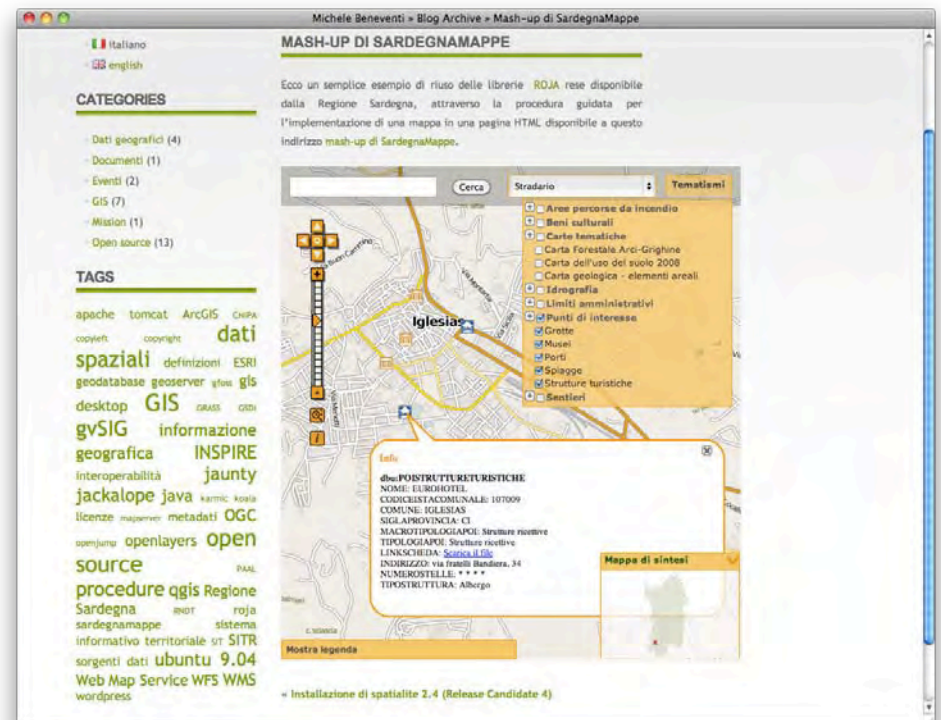 Michele Beneventi » Blog Archive » Mash-up di SardegnaMappe
italiano
english
CATEGORIES
Dati geografici (4)
Documenti (1)
Eventi (2)
GIS (7)
Mission (1)
Open source (13)
TAGS
apache tomcat ArcGIS CNIPA
copyleft copyright dati
spaziali definizioni ESRI
geodatabase geoserver gfoss gis
desktop GIS GRASS GSDI
gvSIG informazione
geografica INSPIRE
interoperabilità jaunty
jackalope java karmic koala
licenze mapserver metadati OGC
openjump openlayers open
source PAAL
procedure qgis Regione
Sardegna RNDT roja
sardegnamappe sistema
informativo territoriale SIT SITR
sorgenti dati ubuntu 9.04
Web Map Service WFS WMS
wordpress
MASH-UP DI SARDEGNAMAPPE
Ecco un semplice esempio di riuso delle librerie ROJA rese disponibile
dalla Regione Sardegna, attraverso la procedura guidata per
l'implementazione di una mappa in una pagina HTML disponibile a questo
indirizzo mash-up di SardegnaMappe.
Cerca
Stradario
Tematismi
Aree percorse da incendio
Beni culturali
Carte tematiche
Carta Forestale Arci-Grighine
Carta dell'uso del suolo 2008
Carta geologica - elementi areali
Idrografia
Limiti amministrativi
Punti di interesse
Grotte
Musei
Porti
Spiagge
Strutture turistiche
Sentieri
Iglesias
Info
dbu:POISTRUTTURETURISTICHE
NOME: EUROHOTEL
CODICEISTACOMUNALE: 107009
COMUNE: IGLESIAS
SIGLAPROVINCIA: CI
MACROTIPOLOGIAPOI: Strutture ricettive
TIPOLOGIAPOI: Strutture ricettive
LINKSCHEDA: Scarica il file
INDIRIZZO: via fratelli Bandiera, 34
NUMEROSTELLE: * * * *
TIPOSTRUTTURA: Albergo
Mappa di sintesi
Mostra legenda
« Installazione di spatialite 2.4 (Release Candidate 4)